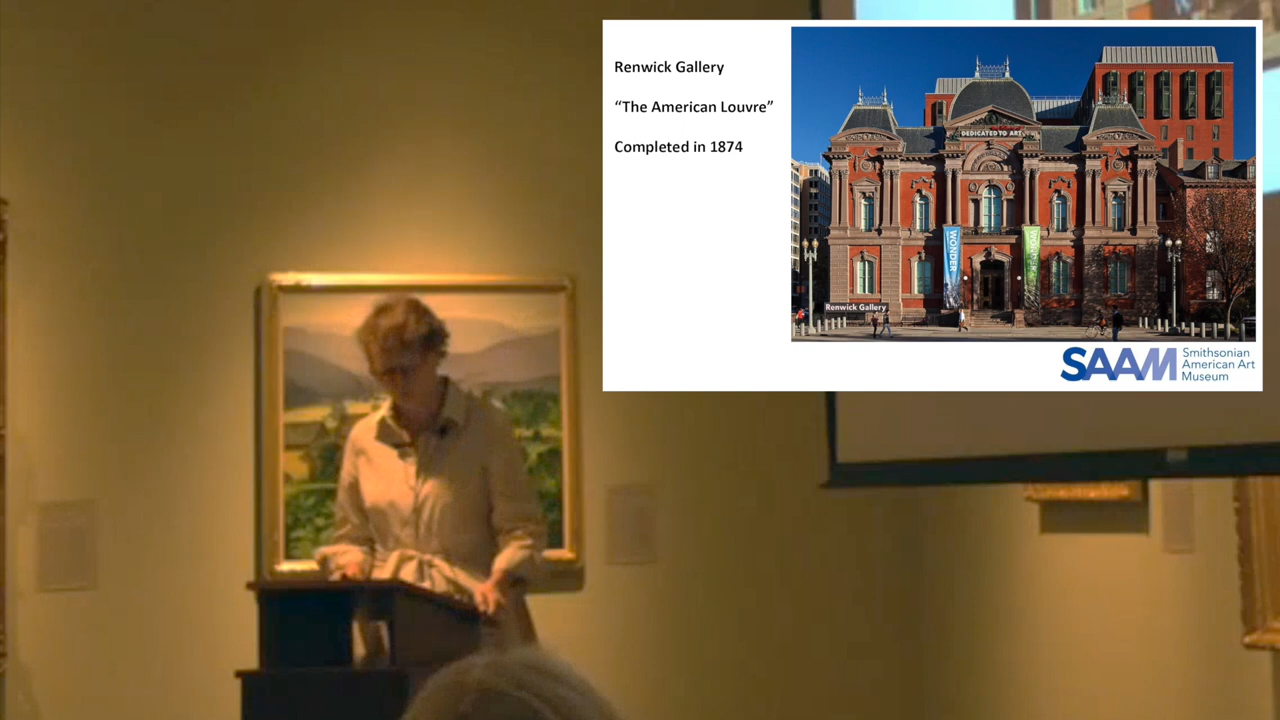 Renwick Gallery
“The American Louvre”
Completed in 1874
DEDICATED TO ART
WONDER
Renwick Gallery
SAAM
Smithsonian
American Art
Museum